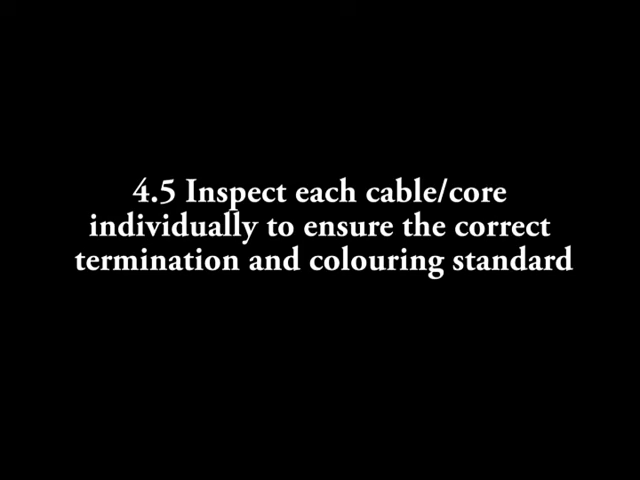 4.5 Inspect each cable/core
individually to ensure the correct
termination and colouring standard